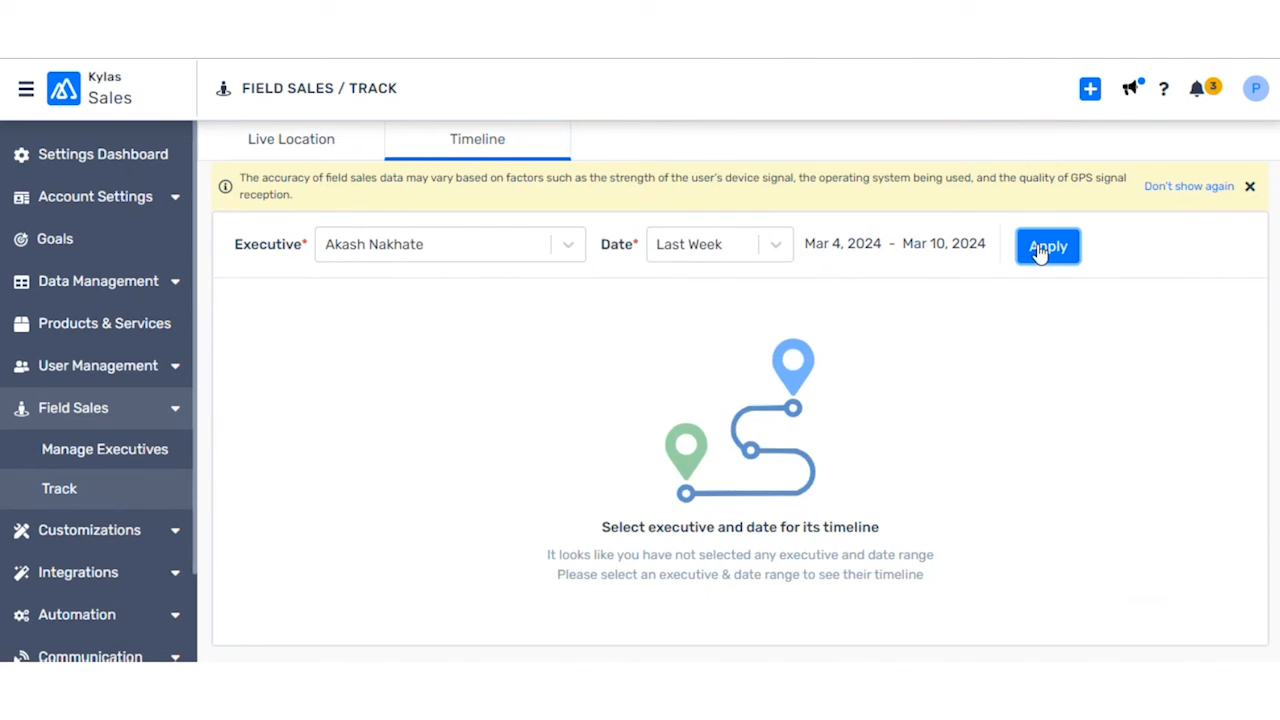 Kylas
Sales
FIELD SALES / TRACK
?
3
P
Settings Dashboard
Account Settings
Goals
Data Management
Products & Services
User Management
Field Sales
Manage Executives
Track
Customizations
Integrations
Automation
Communication
Live Location
Timeline
The accuracy of field sales data may vary based on factors such as the strength of the user's device signal, the operating system being used, and the quality of GPS signal
reception.
Don't show again
Executive* Akash Nakhate Date* Last Week Mar 4, 2024 - Mar 10, 2024 Apply
Select executive and date for its timeline
It looks like you have not selected any executive and date range
Please select an executive & date range to see their timeline